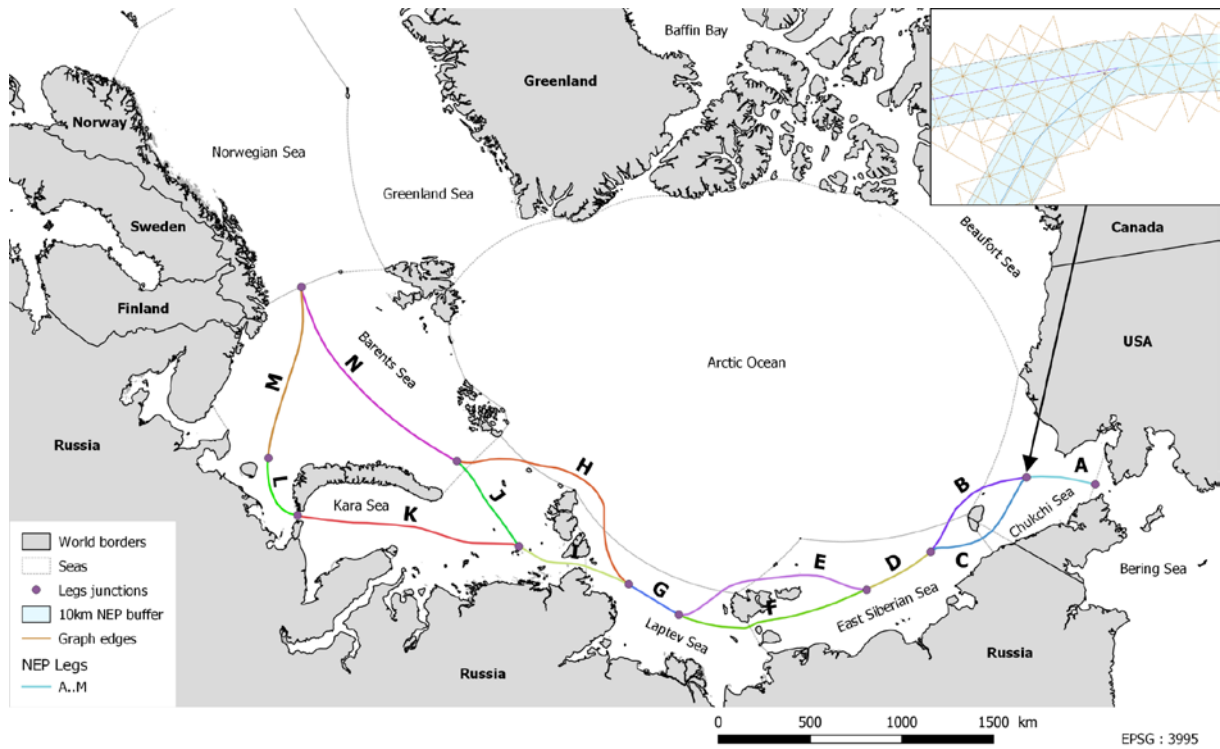 Baffin Bay
Greenland
Norway
Norwegian Sea
Greenland Sea
Sweden
Beaufort Sea
Canada
Finland
USA
Barents Sea
Arctic Ocean
N
M
Russia
H
A
B
L
J
Kara Sea
K
Chukchi Sea
C
I
E
D
Bering Sea
G
F
East Siberian Sea
Laptev Sea
Russia
Russia
World borders
Seas
Legs junctions
10km NEP buffer
Graph edges
NEP Legs
A..M
0 500 1000 1500 km
EPSG : 3995